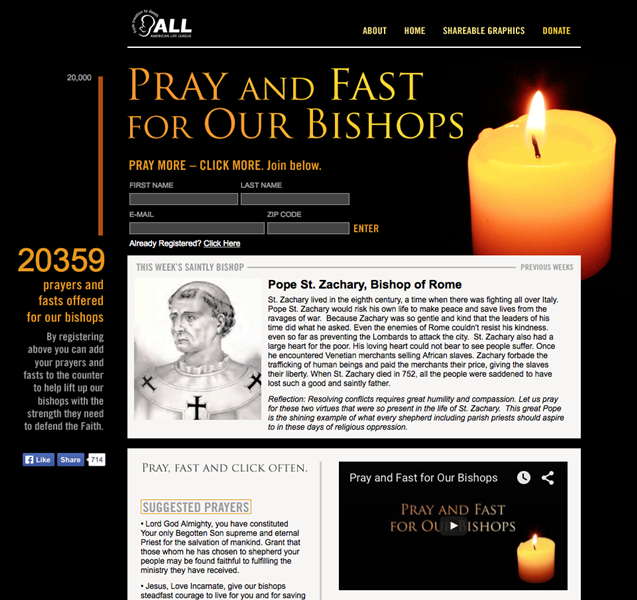 from creation to death
ALL
AMERICAN LIFE LEAGUE
ABOUT HOME SHAREABLE GRAPHICS DONATE
20,000
PRAY AND FAST
FOR OUR BISHOPS
PRAY MORE – CLICK MORE. Join below.
FIRST NAME LAST NAME
E-MAIL ZIP CODE
ENTER
Already Registered? Click Here
20359
prayers and
fasts offered
for our bishops
By registering
above you can add
your prayers and
fasts to the counter
to help lift up our
bishops with the
strength they need
to defend the Faith.
Like Share 714
THIS WEEK'S SAINTLY BISHOP PREVIOUS WEEKS
Pope St. Zachary, Bishop of Rome
St. Zachary lived in the eighth century, a time when there was fighting all over Italy.
Pope St. Zachary would risk his own life to make peace and save lives from the
ravages of war.  Because Zachary was so gentle and kind that the leaders of his
time did what he asked. Even the enemies of Rome couldn't resist his kindness.
even so far as preventing the Lombards to attack the city.  St. Zachary also had a
large heart for the poor. His loving heart could not bear to see people suffer. Once
he encountered Venetian merchants selling African slaves. Zachary forbade the
trafficking of human beings and paid the merchants their price, giving the slaves
their liberty. When St. Zachary died in 752, all the people were saddened to have
lost such a good and saintly father.
Reflection: Resolving conflicts requires great humility and compassion. Let us pray
for these two virtues that were so present in the life of St. Zachary.  This great Pope
is the shining example of what every shepherd including parish priests should aspire
to in these days of religious oppression.
PRAY, FAST AND CLICK OFTEN.
SUGGESTED PRAYERS
• Lord God Almighty, you have constituted
Your only Begotten Son supreme and eternal
Priest for the salvation of mankind. Grant that
those whom he has chosen to shepherd your
people may be found faithful to fulfilling the
ministry they have received.
• Jesus, Love Incarnate, give our bishops
steadfast courage to live for you and for saving
Pray and Fast for Our Bishops
PRAY AND FAST
FOR OUR BISHOPS